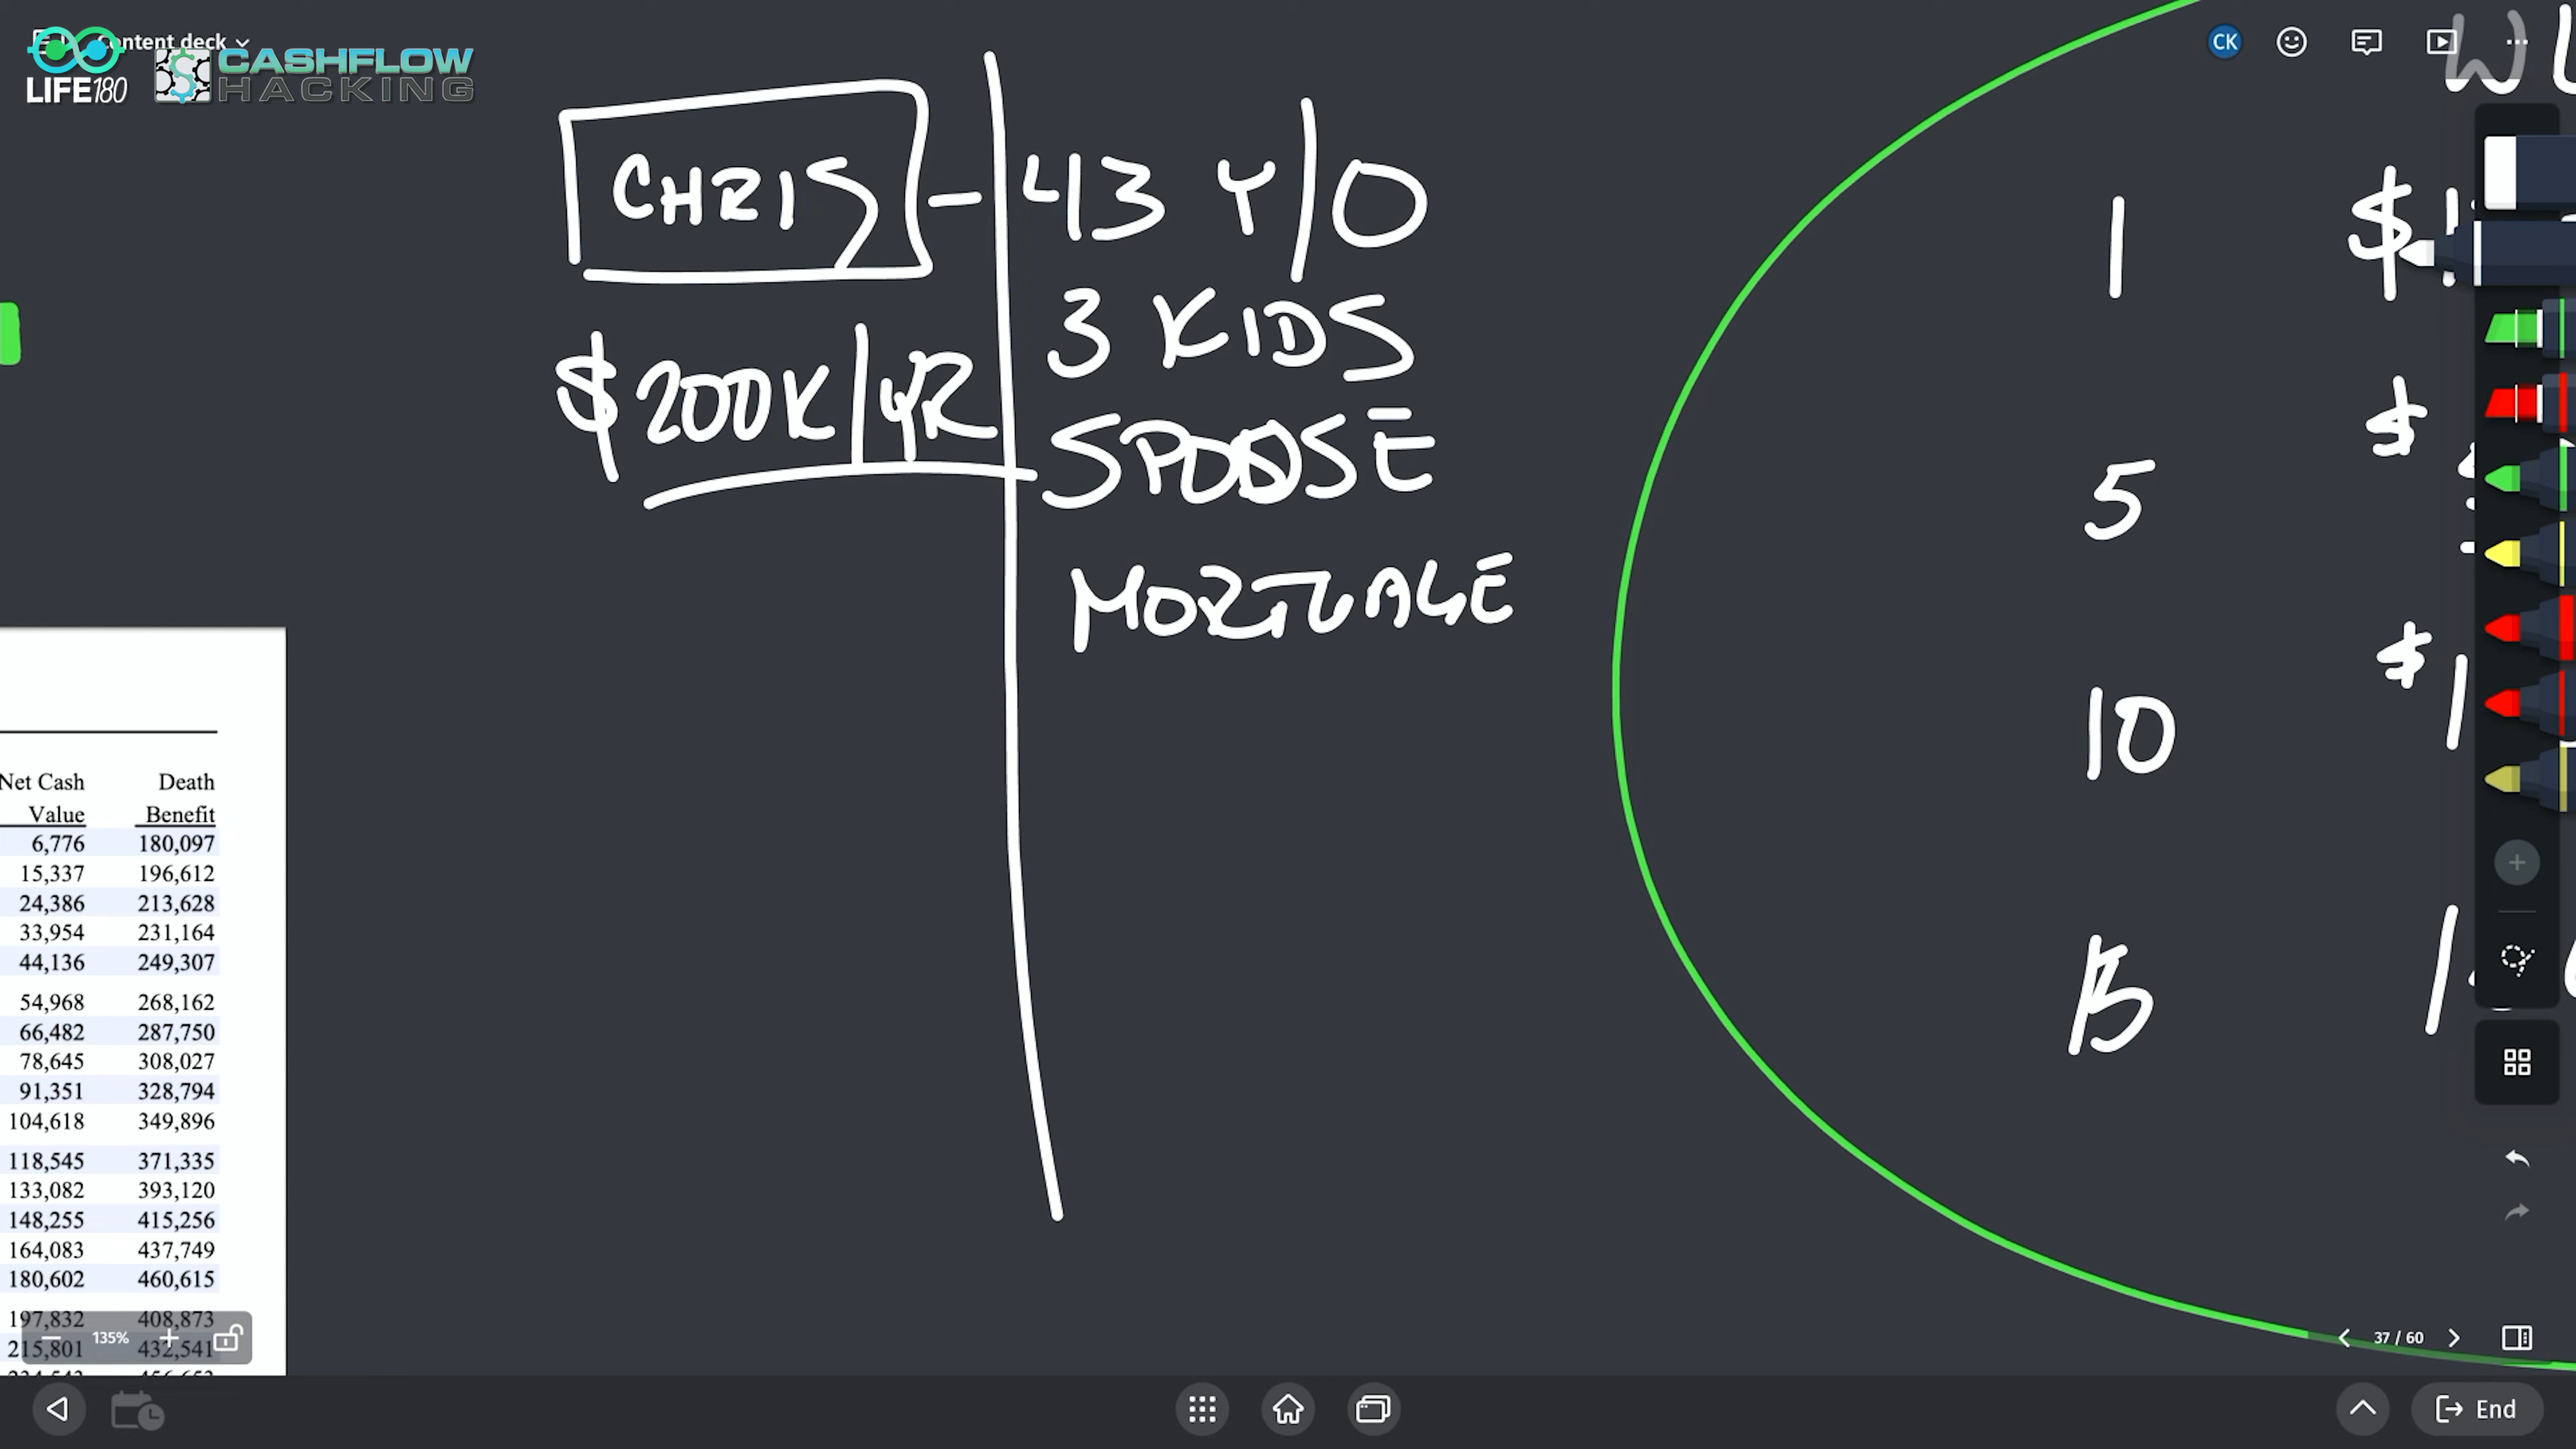 Content deck
LIFE180
CASHFLOW
HACKING
CK
CHRIS - 43 Y/O
$200K/YR
3 KIDS
SPOUSE
MORTGAGE
1 $1
5 $
10 $1
15 1
Net Cash Death
Value Benefit
6,776 180,097
15,337 196,612
24,386 213,628
33,954 231,164
44,136 249,307
54,968 268,162
66,482 287,750
78,645 308,027
91,351 328,794
104,618 349,896
118,545 371,335
133,082 393,120
148,255 415,256
164,083 437,749
180,602 460,615
197,832 408,873
215,801 432,541
135%
37 / 60
End